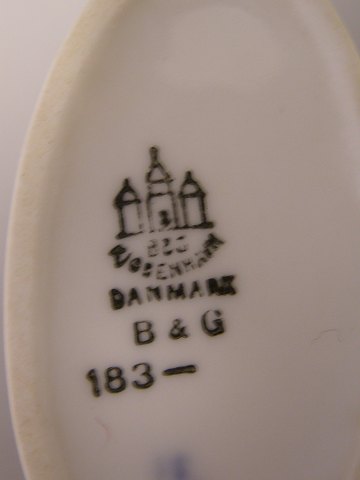 B&G
KJØBENHAVN
DANMARK
B & G
183—